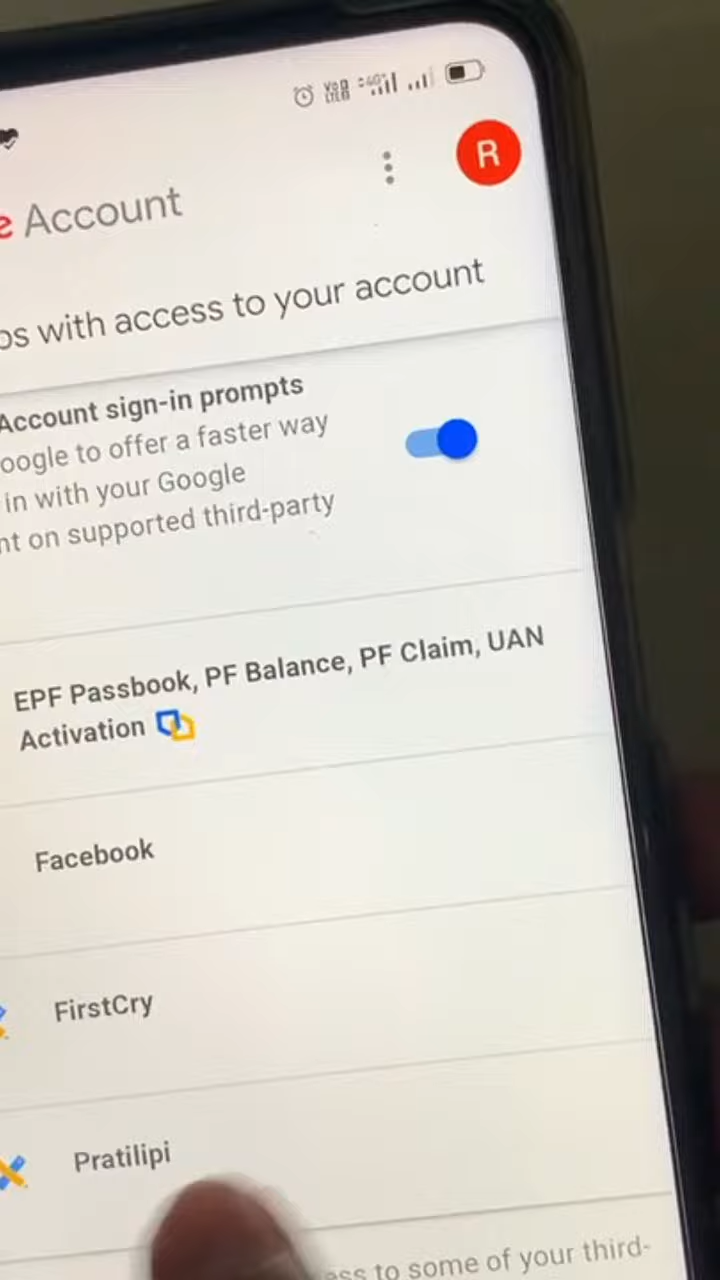 R
e Account
os with access to your account
Account sign-in prompts
oogle to offer a faster way
in with your Google
nt on supported third-party
EPF Passbook, PF Balance, PF Claim, UAN
Activation
Facebook
FirstCry
Pratilipi
ess to some of your third-